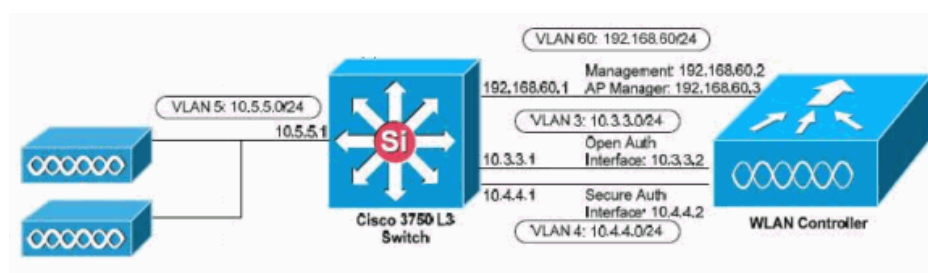 VLAN 60: 192.168.60/24
Management: 192.168.60.2
192.168.60.1
AP Manager: 192.168.60.3
VLAN 5: 10.5.5.0/24
10.5.5.1
VLAN 3: 10.3.3.0/24
Si
Open Auth
10.3.3.1
Interface: 10.3.3.2
10.4.4.1
Secure Auth
Interface: 10.4.4.2
Cisco 3750 L3
Switch
VLAN 4: 10.4.4.0/24
WLAN Controller